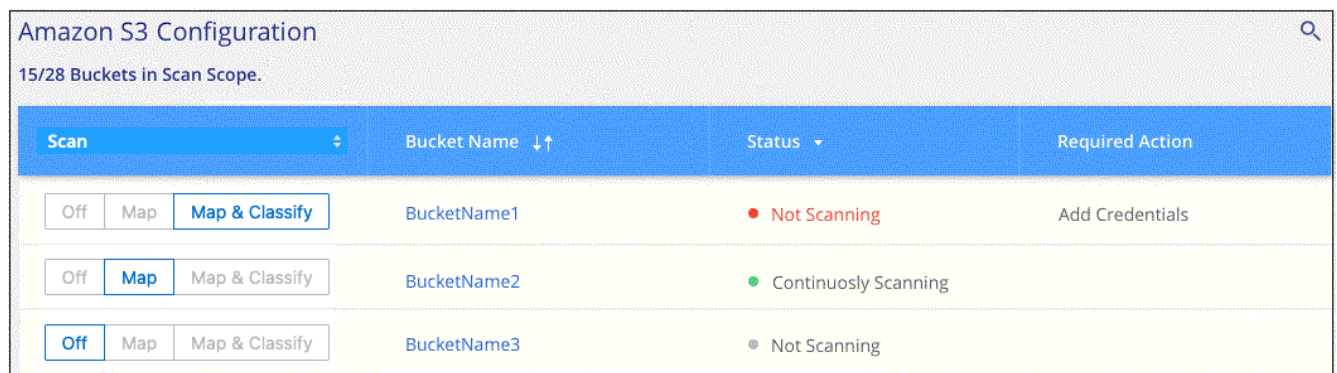 Amazon S3 Configuration
15/28 Buckets in Scan Scope.
Scan Bucket Name Status Required Action
Off Map Map & Classify BucketName1 Not Scanning Add Credentials
Off Map Map & Classify BucketName2 Continuosly Scanning
Off Map Map & Classify BucketName3 Not Scanning